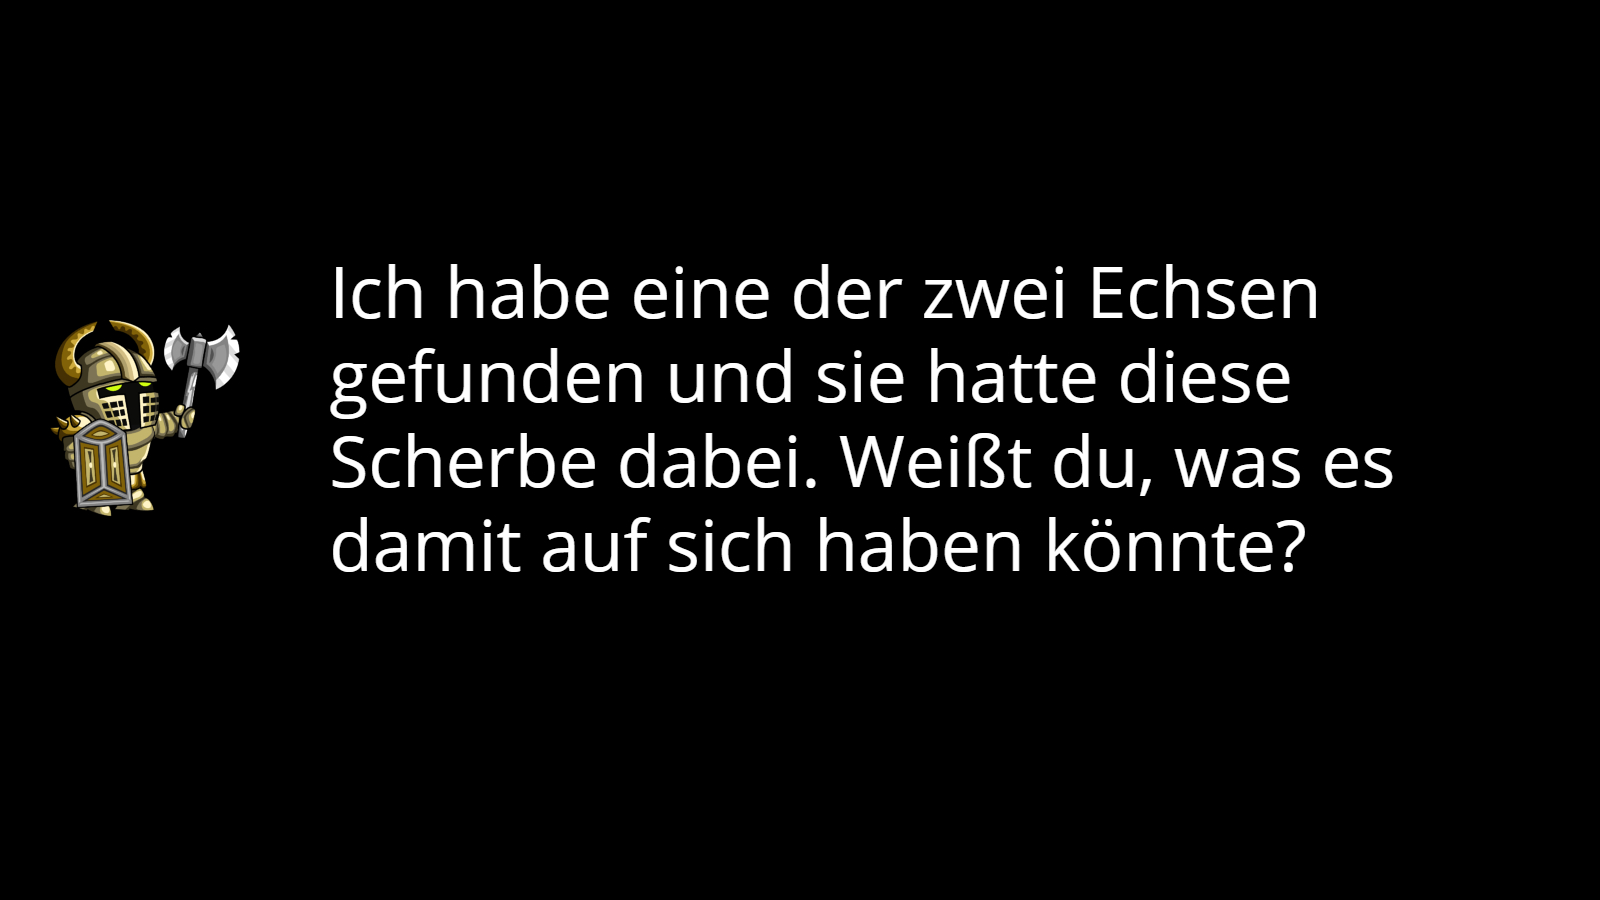 Ich habe eine der zwei Echsen
gefunden und sie hatte diese
Scherbe dabei. Weißt du, was es
damit auf sich haben könnte?